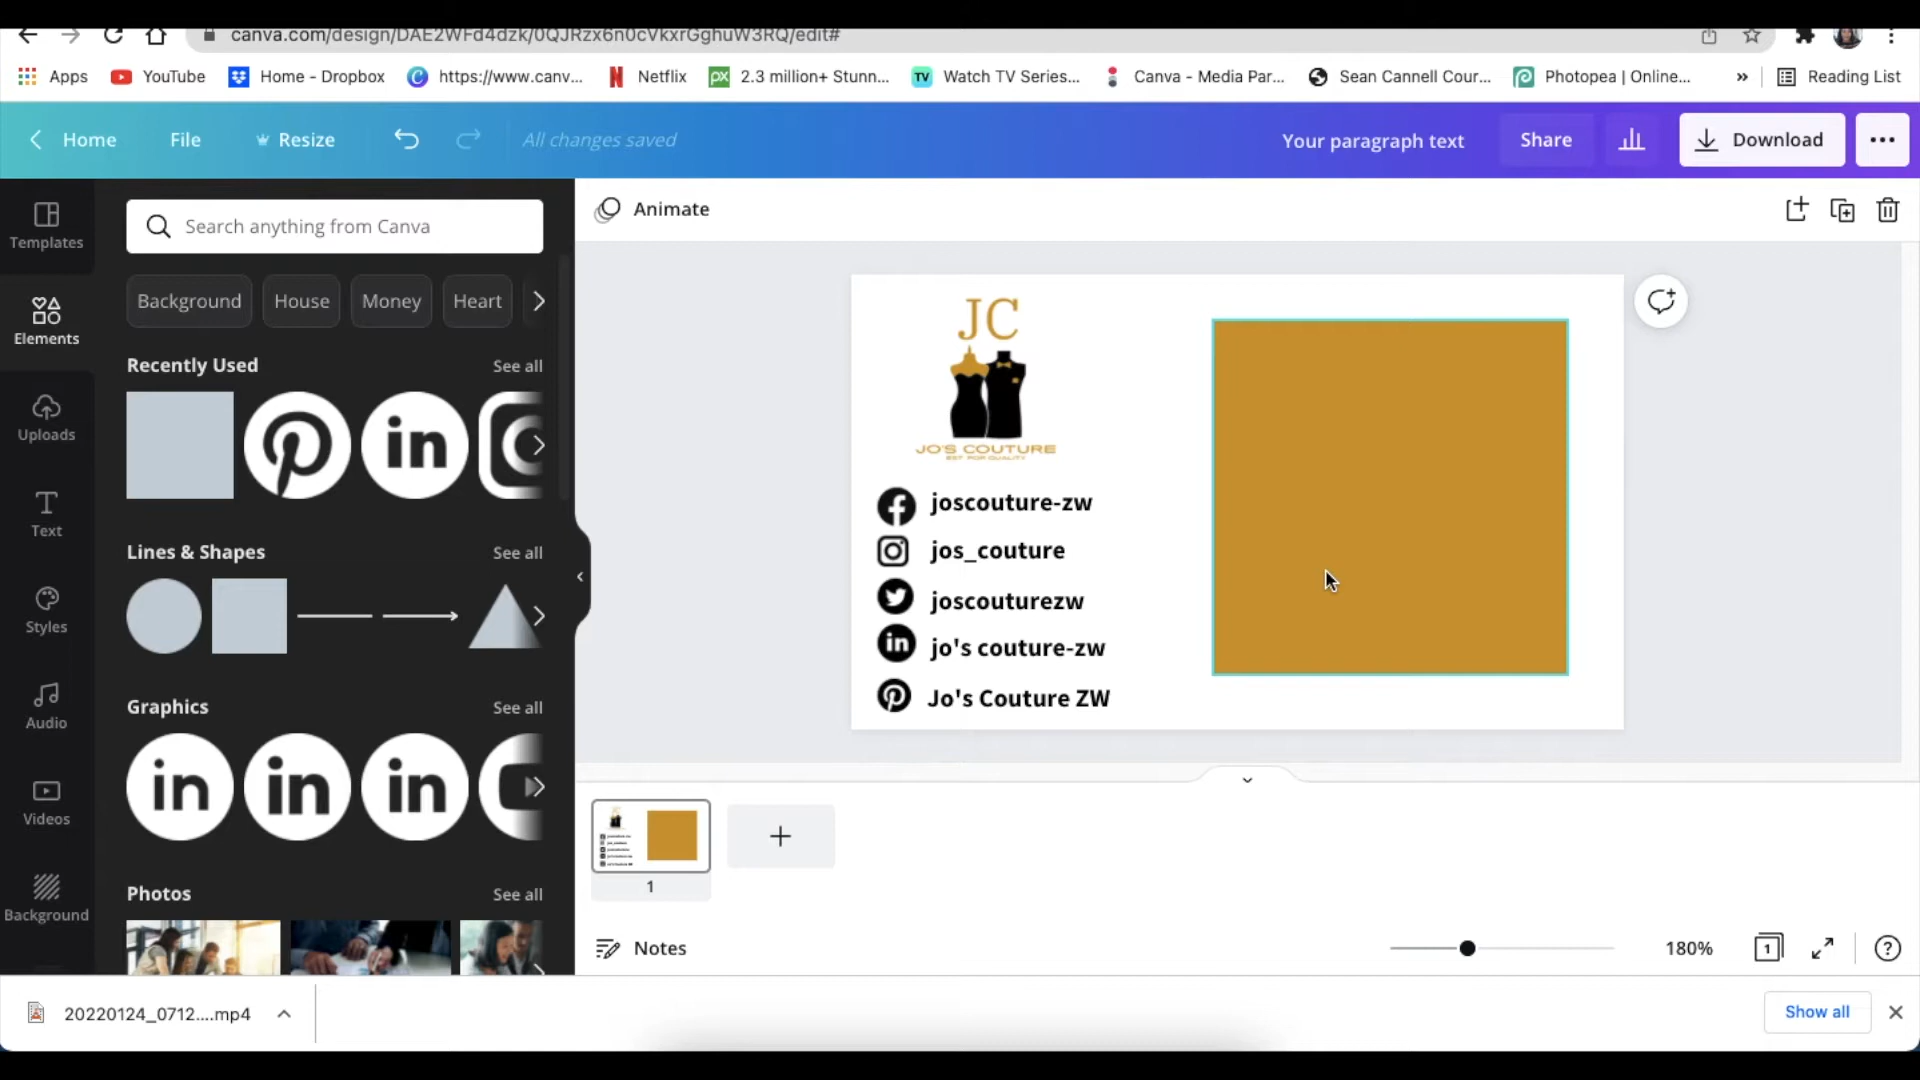 canva.com/design/DAE2WFd4dzk/0QJRzx6n0cVkxrGghuW3RQ/edit#
Apps YouTube Home - Dropbox https://www.canv... Netflix 2.3 million+ Stunn... Watch TV Series... Canva - Media Par... Sean Cannell Cour... Photopea | Online... » Reading List
Home File Resize All changes saved Your paragraph text Share Download
Templates
Elements
Uploads
Text
Styles
Audio
Videos
Background
Search anything from Canva
Background House Money Heart
Recently Used See all
Lines & Shapes See all
Graphics See all
Photos See all
Animate
JC
JO'S COUTURE
EST FOR QUALITY
joscouture-zw
jos_couture
joscouturezw
jo's couture-zw
Jo's Couture ZW
1
Notes 180% 1
20220124_0712....mp4 Show all